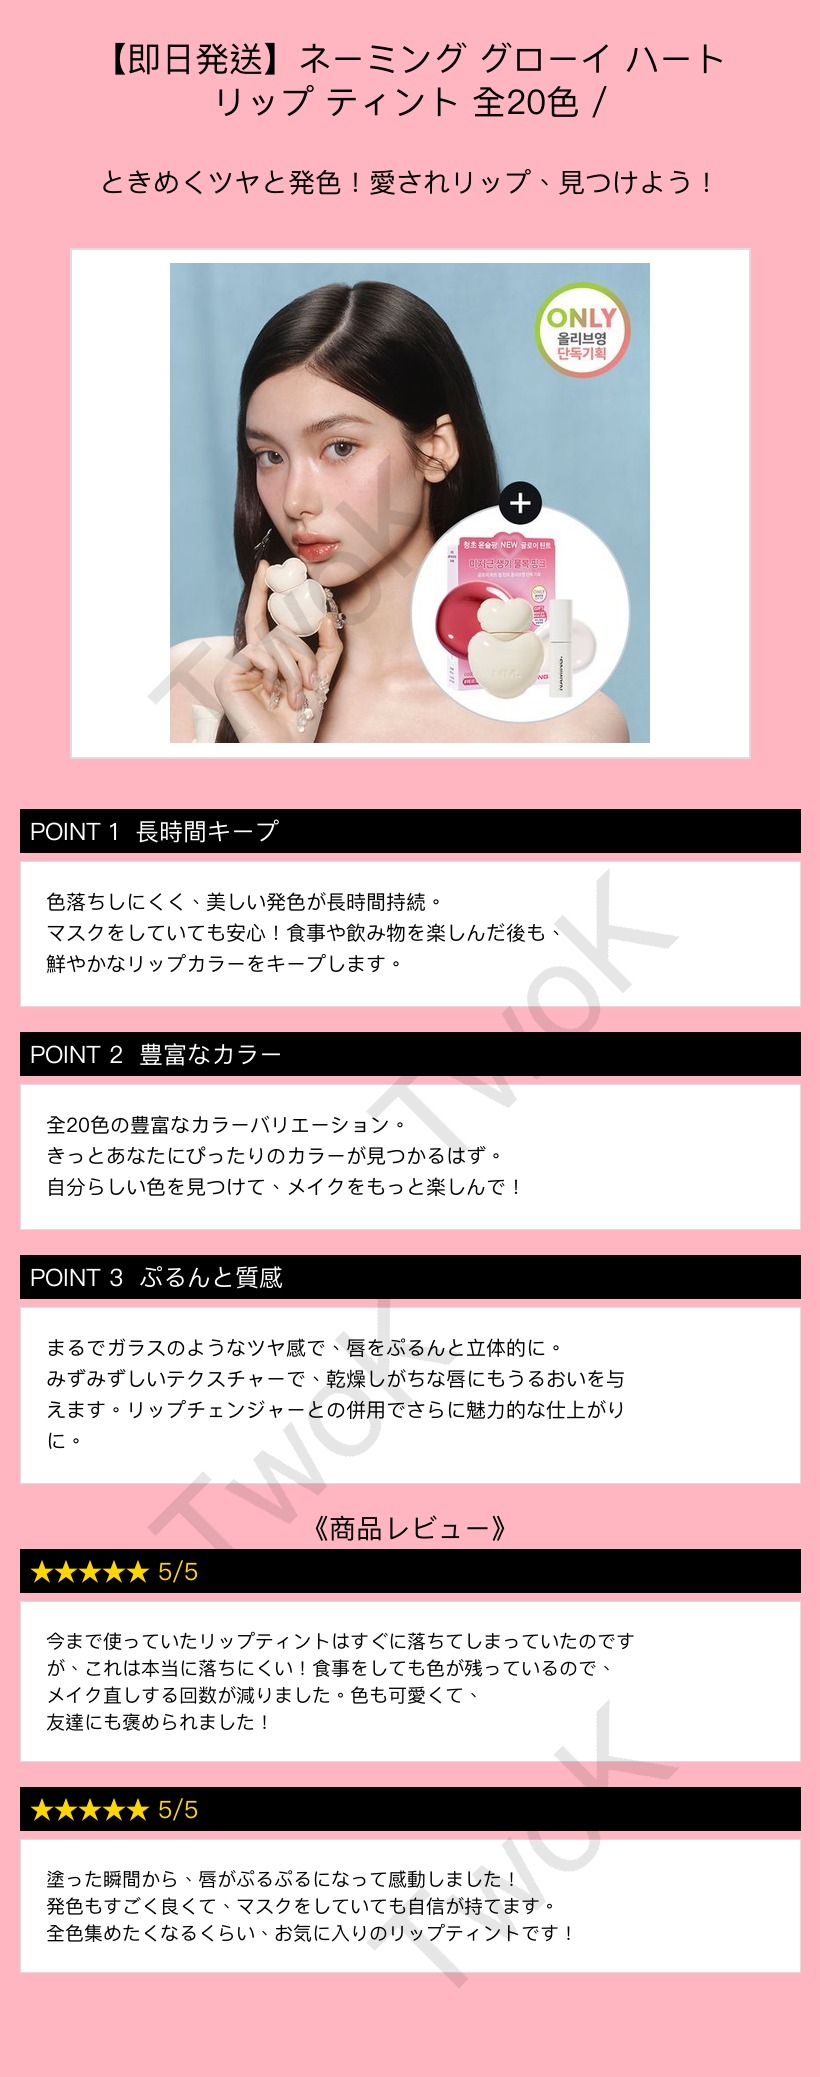 【即日発送】ネーミング グローイ ハート
リップ ティント 全20色 /
ときめくツヤと発色！愛されリップ、見つけよう！
ONLY
올리브영
단독기획
+
청초 윤슬광 NEW 글로이 틴트
미지근 생기 물복 핑크
NAMING.
TwoK
POINT 1 長時間キープ
色落ちしにくく、美しい発色が長時間持続。
マスクをしていても安心！食事や飲み物を楽しんだ後も、
鮮やかなリップカラーをキープします。
TwoK
POINT 2 豊富なカラー
全20色の豊富なカラーバリエーション。
きっとあなたにぴったりのカラーが見つかるはず。
自分らしい色を見つけて、メイクをもっと楽しんで！
POINT 3 ぷるんと質感
まるでガラスのようなツヤ感で、唇をぷるんと立体的に。
みずみずしいテクスチャーで、乾燥しがちな唇にもうるおいを与
えます。リップチェンジャーとの併用でさらに魅力的な仕上がり
に。
TwoK
《商品レビュー》
★★★★★ 5/5
今まで使っていたリップティントはすぐに落ちてしまっていたのです
が、これは本当に落ちにくい！食事をしても色が残っているので、
メイク直しする回数が減りました。色も可愛くて、
友達にも褒められました！
★★★★★ 5/5
塗った瞬間から、唇がぷるぷるになって感動しました！
発色もすごく良くて、マスクをしていても自信が持てます。
全色集めたくなるくらい、お気に入りのリップティントです！
TwoK